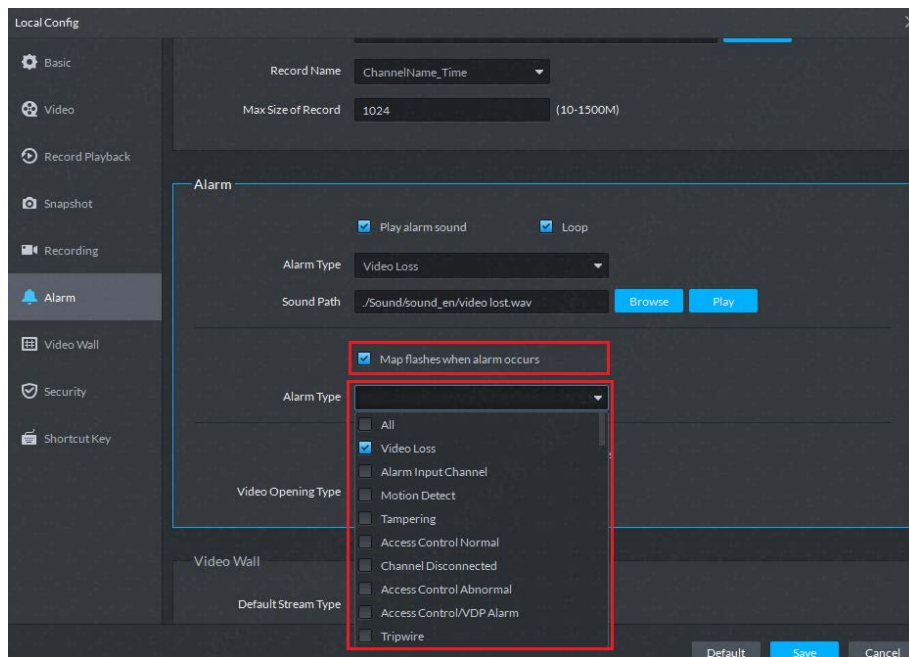 Local Config
Basic
Video
Record Playback
Snapshot
Recording
Alarm
Video Wall
Security
Shortcut Key
Record Name ChannelName_Time
Max Size of Record 1024 (10-1500M)
Alarm
Play alarm sound Loop
Alarm Type Video Loss
Sound Path ./Sound/sound_en/video lost.wav Browse Play
Map flashes when alarm occurs
Alarm Type
All
Video Loss
Alarm Input Channel
Motion Detect
Tampering
Access Control Normal
Channel Disconnected
Access Control Abnormal
Access Control/VDP Alarm
Tripwire
Video Opening Type
Video Wall
Default Stream Type
Default Save Cancel